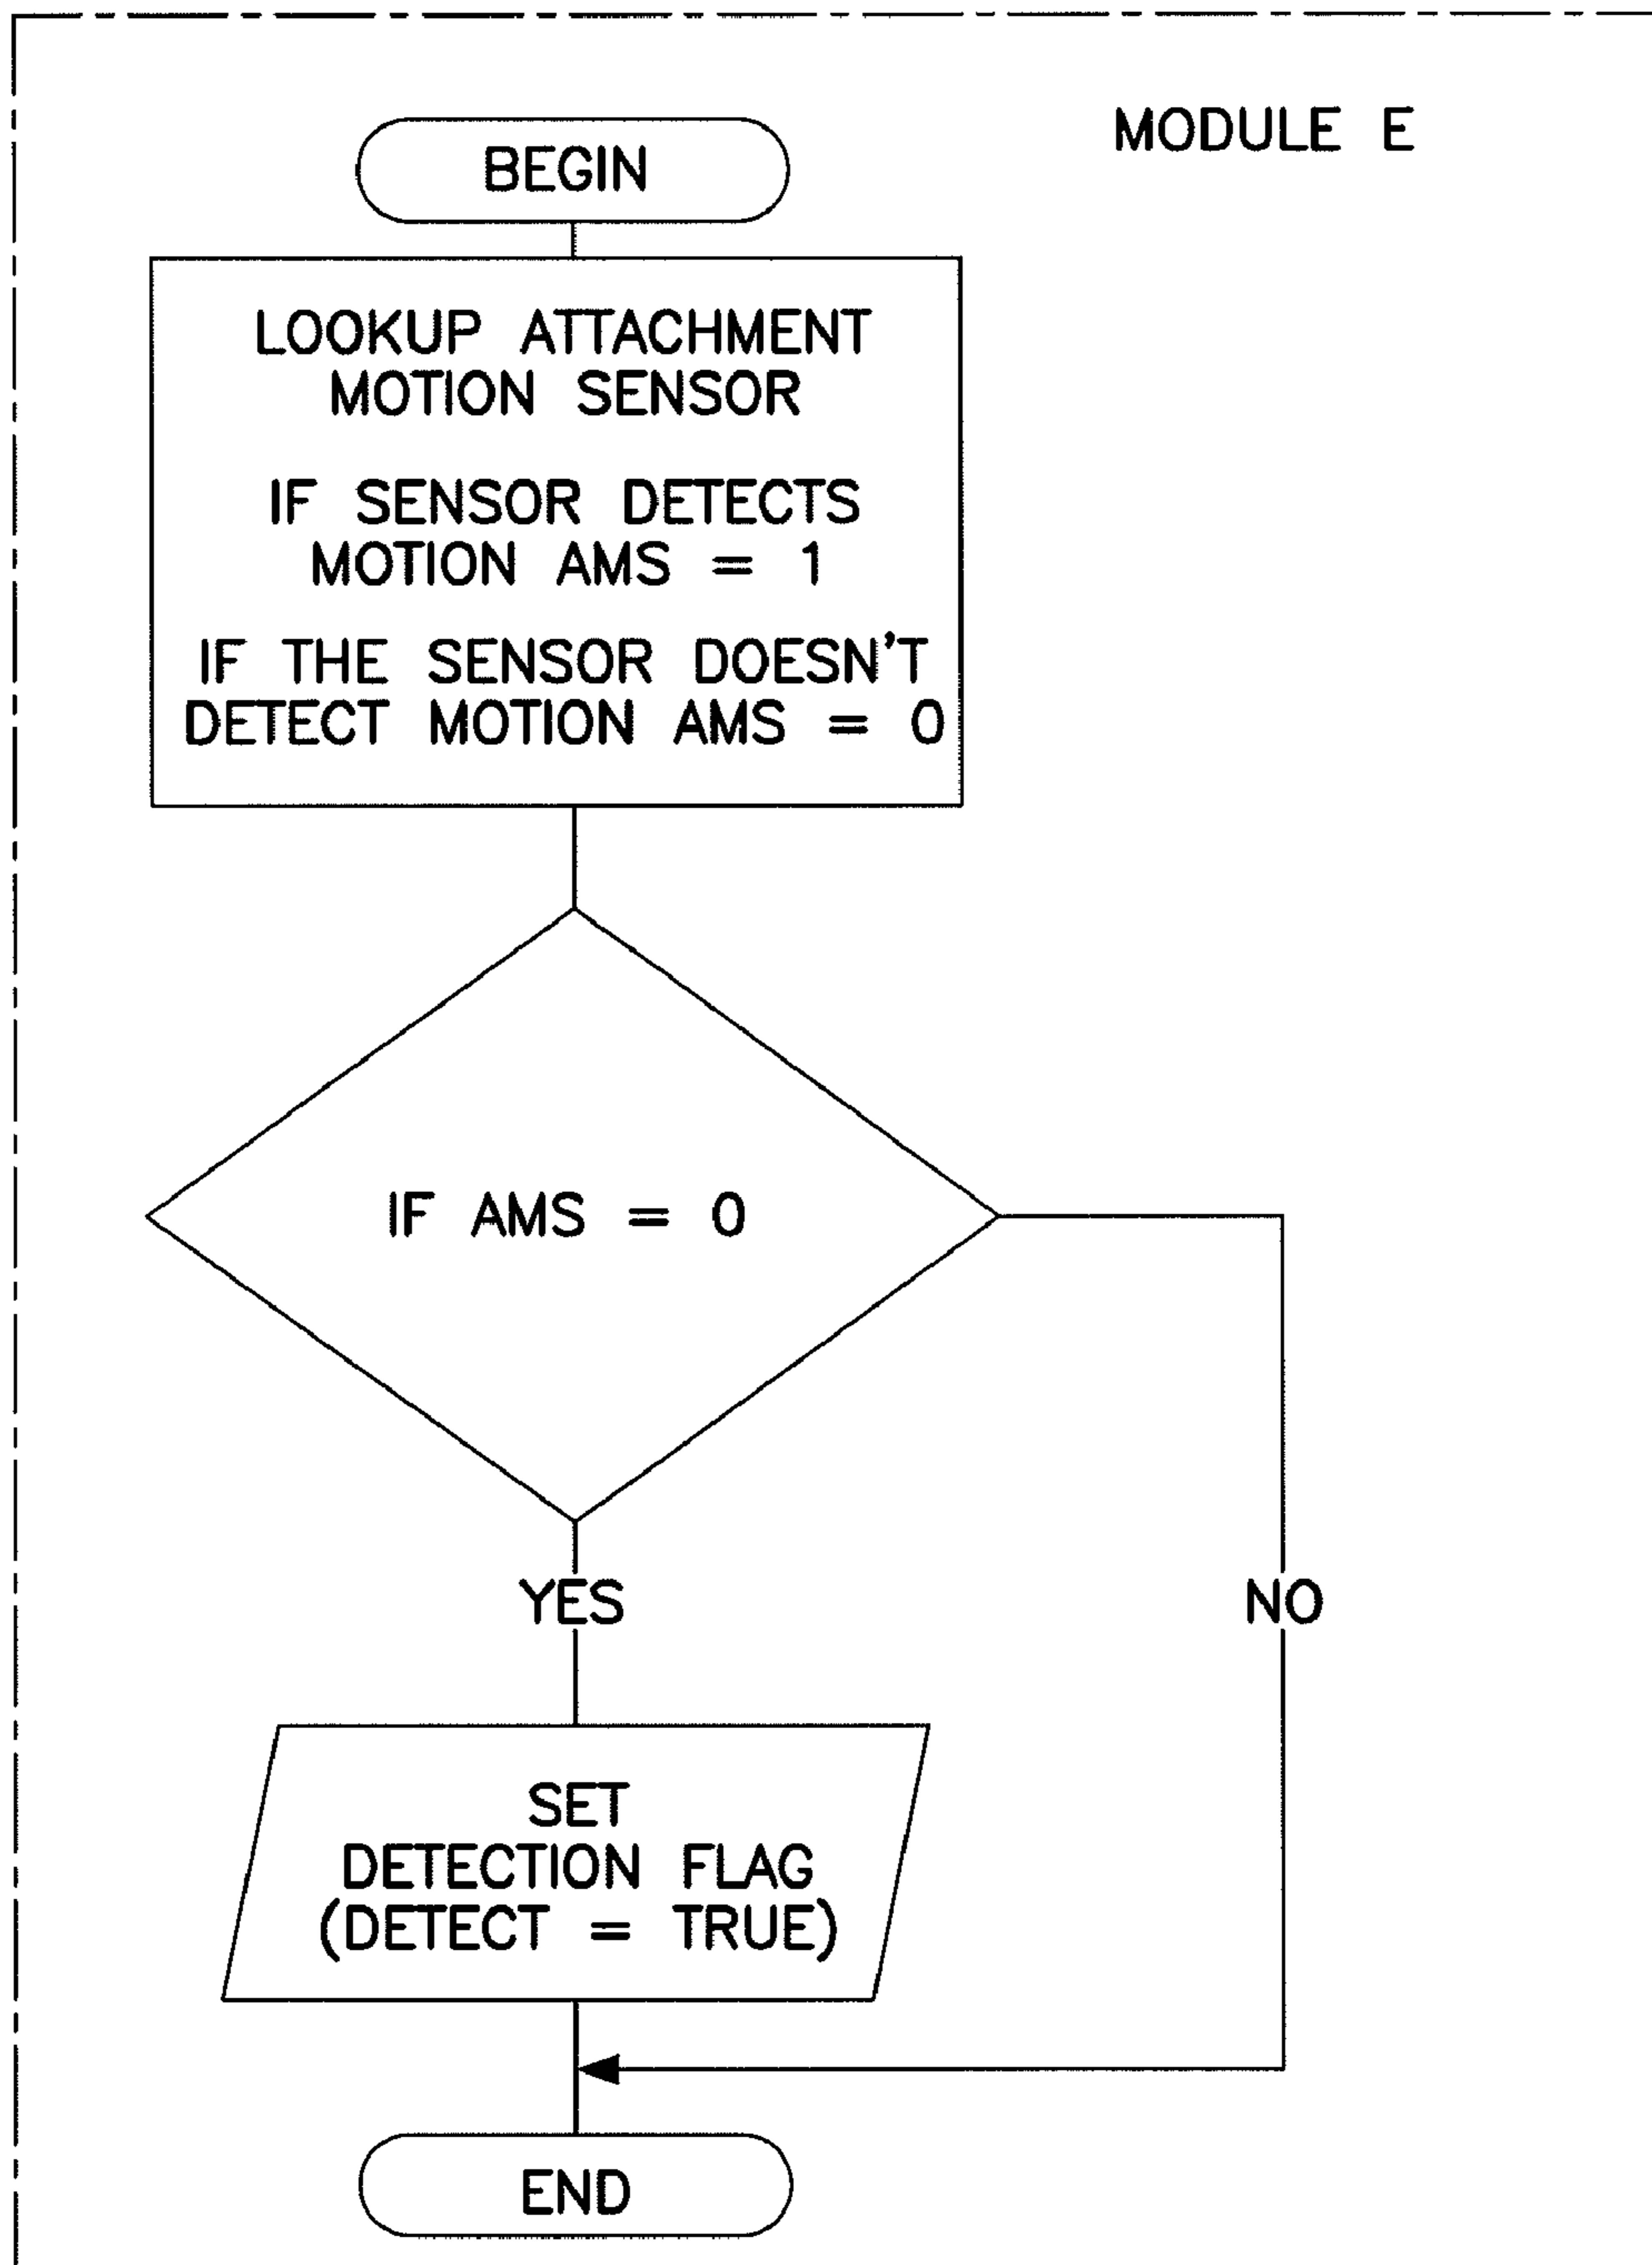 MODULE E
BEGIN
LOOKUP ATTACHMENT
MOTION SENSOR
IF SENSOR DETECTS
MOTION AMS = 1
IF THE SENSOR DOESN'T
DETECT MOTION AMS = 0
IF AMS = 0
YES
NO
SET
DETECTION FLAG
(DETECT = TRUE)
END